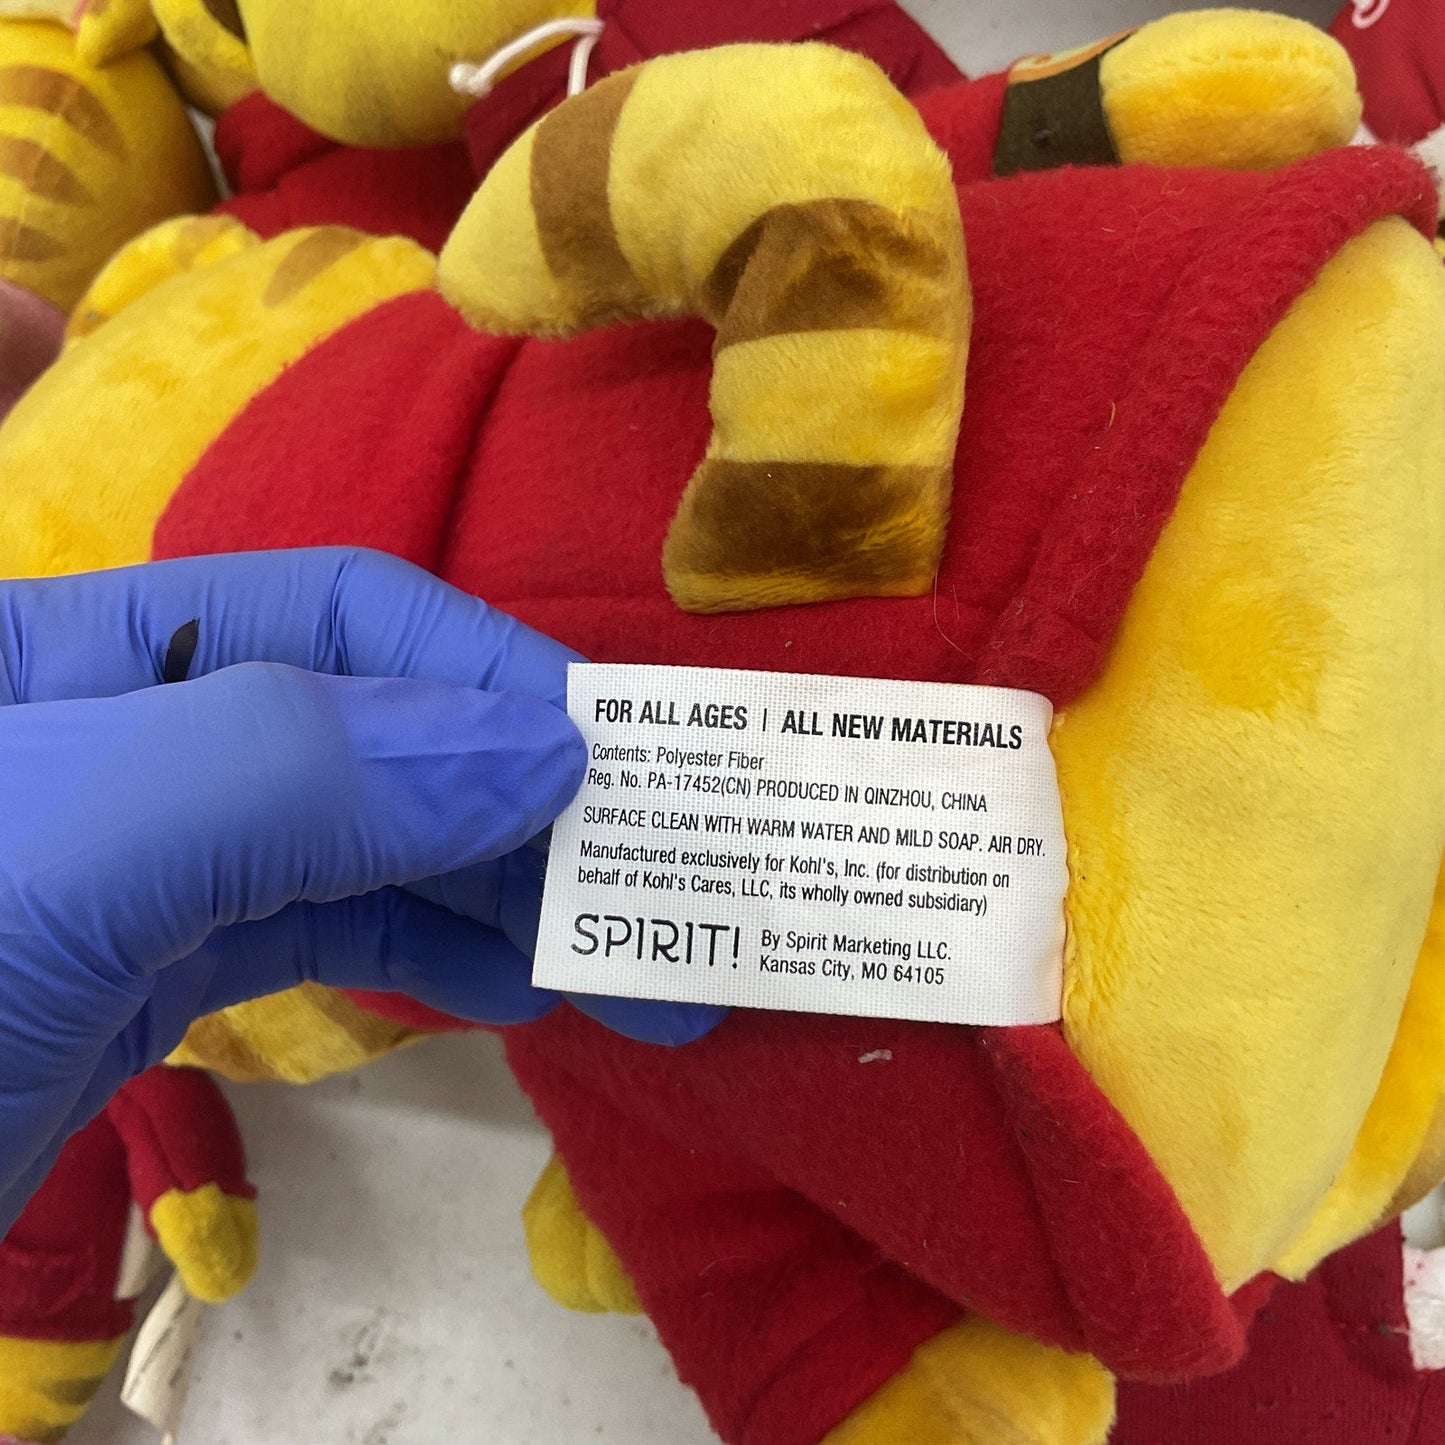 FOR ALL AGES | ALL NEW MATERIALS
Contents: Polyester Fiber
Reg. No. PA-17452(CN) PRODUCED IN QINZHOU, CHINA
SURFACE CLEAN WITH WARM WATER AND MILD SOAP. AIR DRY.
Manufactured exclusively for Kohl's, Inc. (for distribution on
behalf of Kohl's Cares, LLC, its wholly owned subsidiary)
SPIRIT! By Spirit Marketing LLC.
Kansas City, MO 64105